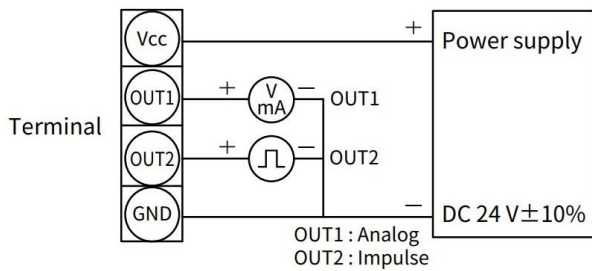 Vcc
+
Power supply
OUT1
+
V
mA
−
OUT1
Terminal
OUT2
+
−
OUT2
GND
−
DC 24 V±10%
OUT1 : Analog
OUT2 : Impulse